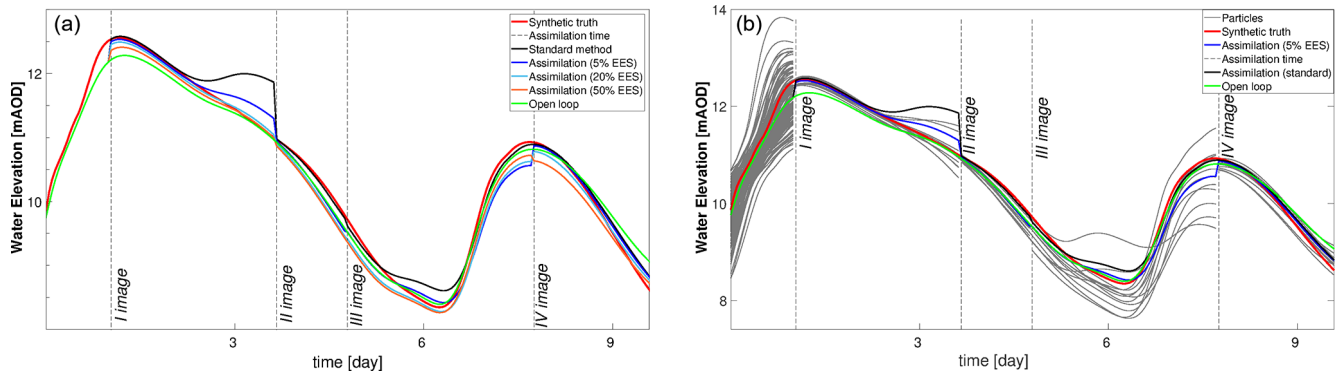 (a)
Synthetic truth
Assimilation time
Standard method
Assimilation (5% EES)
Assimilation (20% EES)
Assimilation (50% EES)
Open loop
Water Elevation [mAOD]
12
10
I image
II image
III image
IV image
3
6
9
time [day]
(b)
Particles
Synthetic truth
Assimilation (5% EES)
Assimilation time
Assimilation (standard)
Open loop
Water Elevation [mAOD]
14
12
10
8
I image
II image
III image
IV image
3
6
9
time [day]